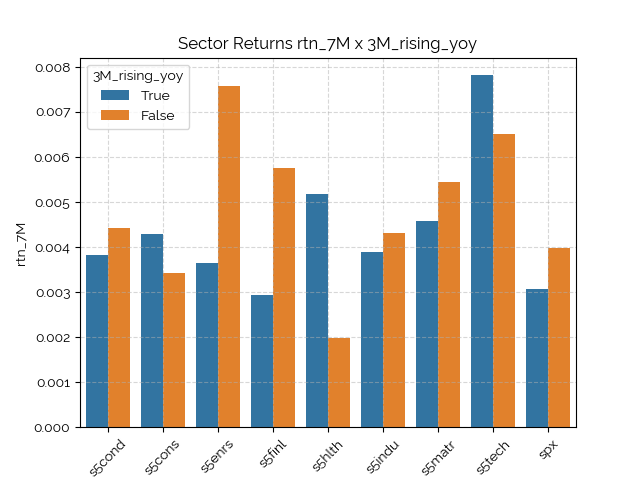 Sector Returns rtn_7M x 3M_rising_yoy
3M_rising_yoy
True
False
rtn_7M
0.008
0.007
0.006
0.005
0.004
0.003
0.002
0.001
0.000
s5cond
s5cons
s5enrs
s5finl
s5hlth
s5indu
s5matr
s5tech
spx